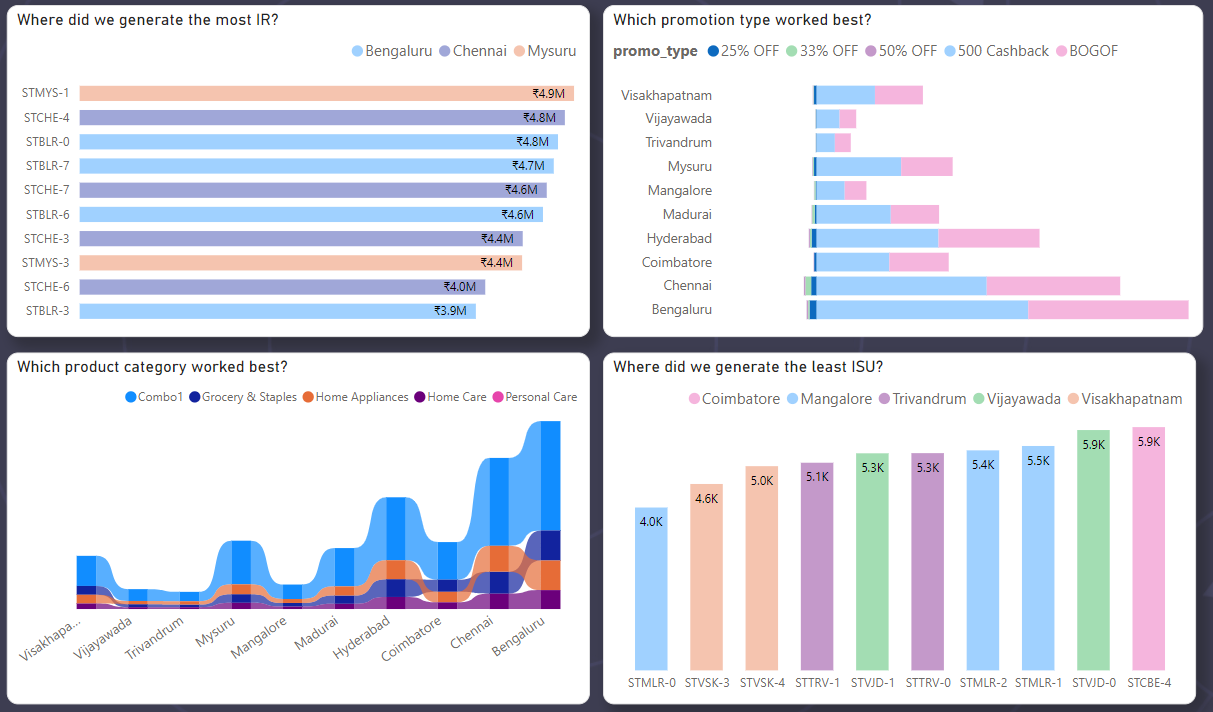 Where did we generate the most IR?
Bengaluru Chennai Mysuru
STMYS-1 ₹4.9M
STCHE-4 ₹4.8M
STBLR-0 ₹4.8M
STBLR-7 ₹4.7M
STCHE-7 ₹4.6M
STBLR-6 ₹4.6M
STCHE-3 ₹4.4M
STMYS-3 ₹4.4M
STCHE-6 ₹4.0M
STBLR-3 ₹3.9M
Which promotion type worked best?
promo_type 25% OFF 33% OFF 50% OFF 500 Cashback BOGOF
Visakhapatnam
Vijayawada
Trivandrum
Mysuru
Mangalore
Madurai
Hyderabad
Coimbatore
Chennai
Bengaluru
Which product category worked best?
Combo1 Grocery & Staples Home Appliances Home Care Personal Care
Visakhapa... Vijayawada Trivandrum Mysuru Mangalore Madurai Hyderabad Coimbatore Chennai Bengaluru
Where did we generate the least ISU?
Coimbatore Mangalore Trivandrum Vijayawada Visakhapatnam
4.0K 4.6K 5.0K 5.1K 5.3K 5.3K 5.4K 5.5K 5.9K 5.9K
STMLR-0 STVSK-3 STVSK-4 STTRV-1 STVJD-1 STTRV-0 STMLR-2 STMLR-1 STVJD-0 STCBE-4